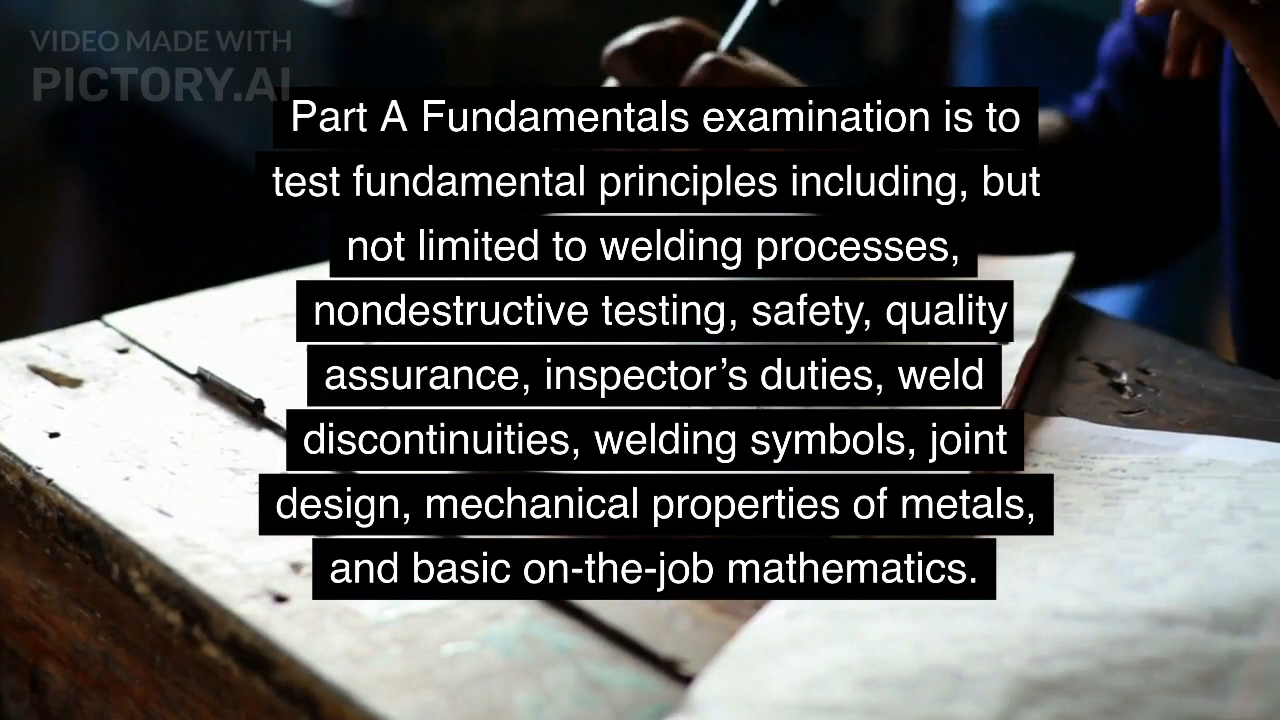 VIDEO MADE WITH
PICTORY.AI
Part A Fundamentals examination is to
test fundamental principles including, but
not limited to welding processes,
nondestructive testing, safety, quality
assurance, inspector’s duties, weld
discontinuities, welding symbols, joint
design, mechanical properties of metals,
and basic on-the-job mathematics.